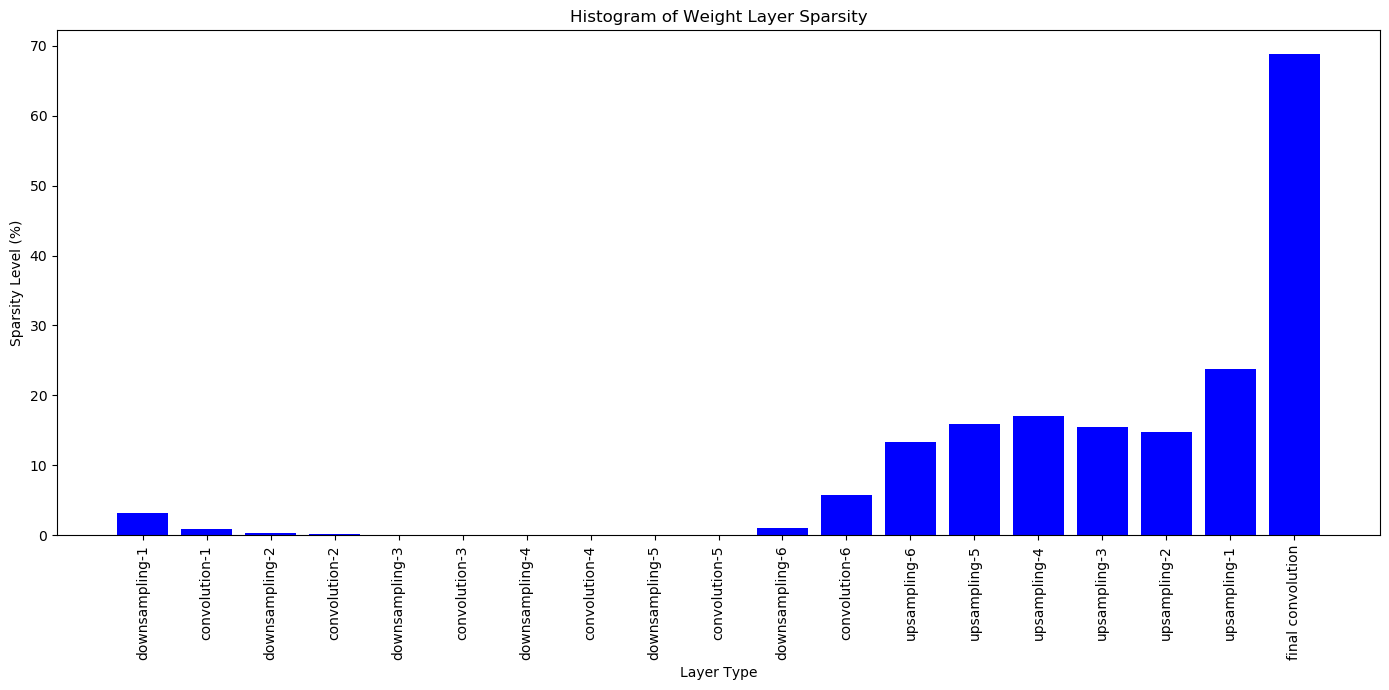 Histogram of Weight Layer Sparsity
Sparsity Level (%)
70
60
50
40
30
20
10
0
downsampling-1
convolution-1
downsampling-2
convolution-2
downsampling-3
convolution-3
downsampling-4
convolution-4
downsampling-5
convolution-5
downsampling-6
convolution-6
upsampling-6
upsampling-5
upsampling-4
upsampling-3
upsampling-2
upsampling-1
final convolution
Layer Type